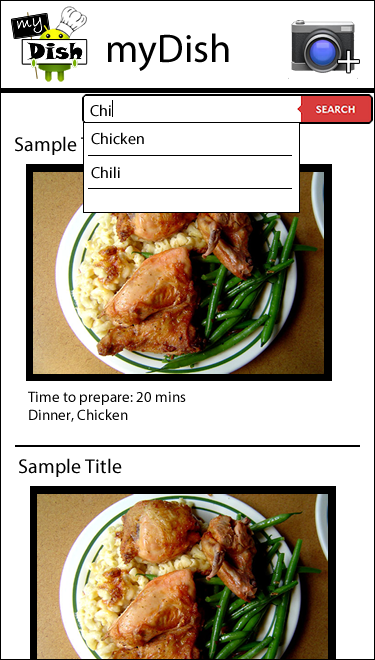 my
Dish
myDish
Chi
SEARCH
Chicken
Chili
Sample
Time to prepare: 20 mins
Dinner, Chicken
Sample Title